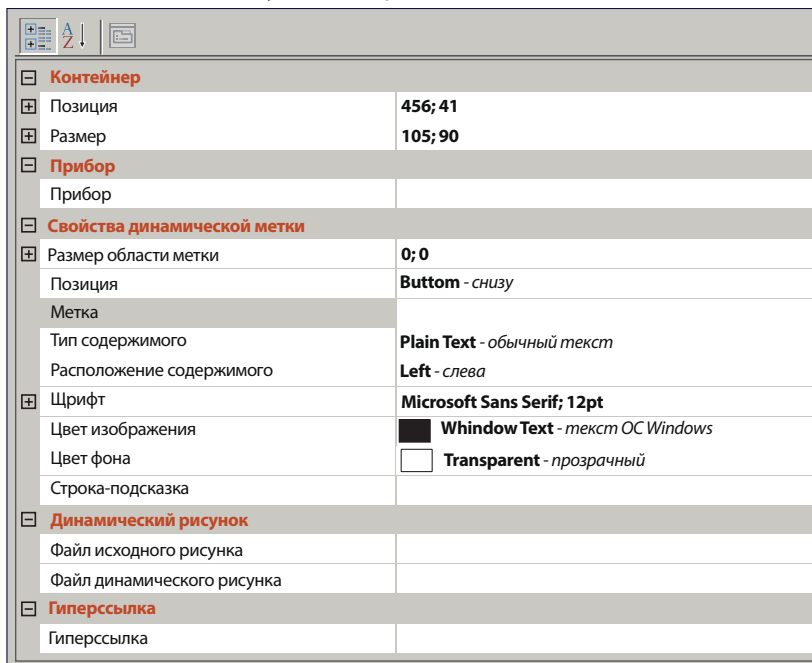 A
Z
Контейнер
Позиция 456; 41
Размер 105; 90
Прибор
Прибор
Свойства динамической метки
Размер области метки 0; 0
Позиция Buttom - снизу
Метка
Тип содержимого Plain Text - обычный текст
Расположение содержимого Left - слева
Щрифт Microsoft Sans Serif; 12pt
Цвет изображения Whindow Text - текст ОС Windows
Цвет фона Transparent - прозрачный
Строка-подсказка
Динамический рисунок
Файл исходного рисунка
Файл динамического рисунка
Гиперссылка
Гиперссылка